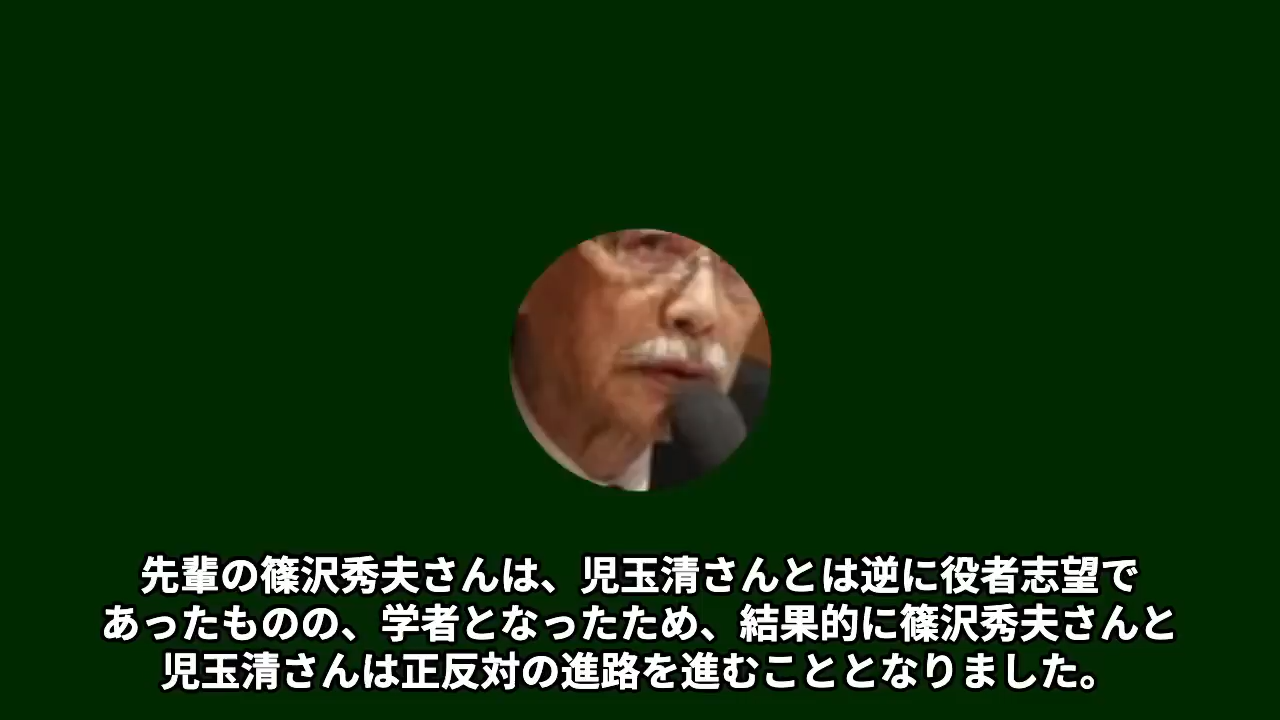 先輩の篠沢秀夫さんは、児玉清さんとは逆に役者志望で
あったものの、学者となったため、結果的に篠沢秀夫さんと
児玉清さんは正反対の進路を進むこととなりました。